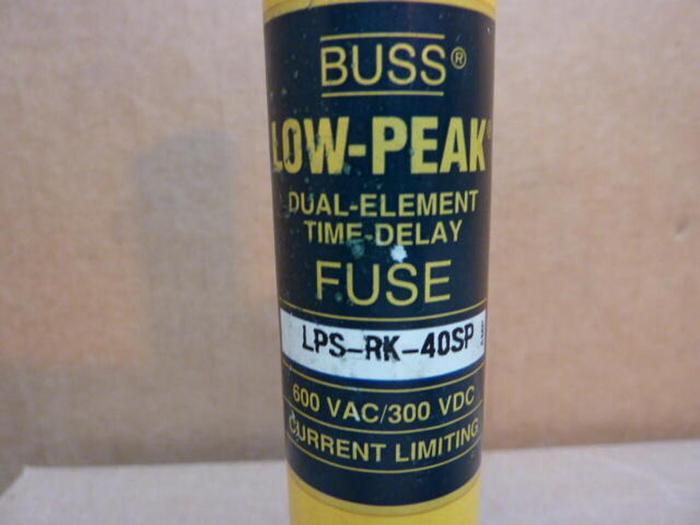 BUSS®
LOW-PEAK®
DUAL-ELEMENT
TIME-DELAY
FUSE
LPS-RK-40SP
600 VAC/300 VDC
CURRENT LIMITING